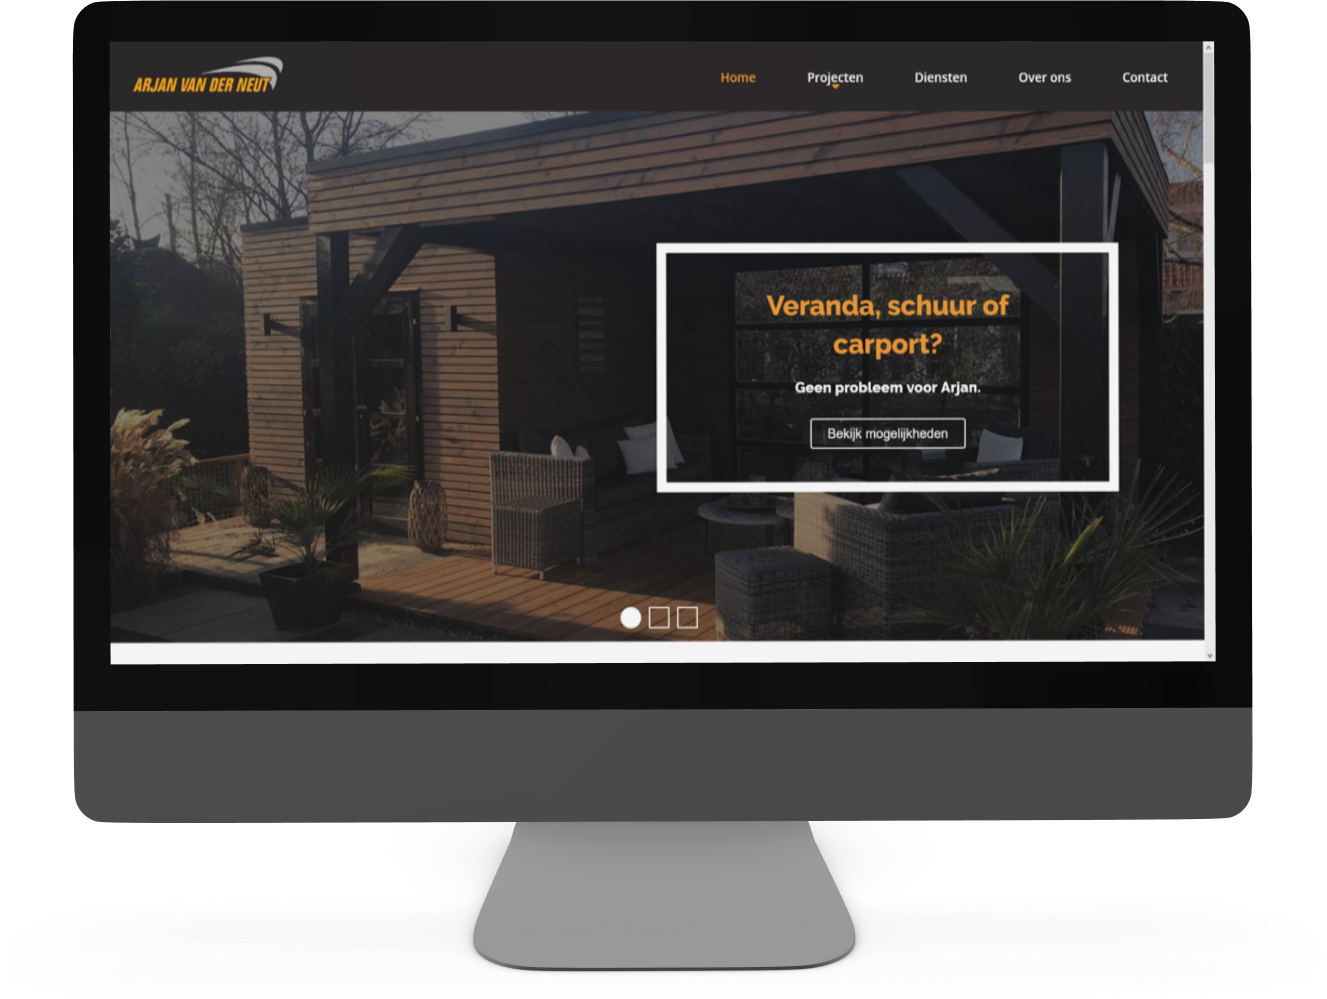 ARJAN VAN DER NEUT
Home
Projecten
Diensten
Over ons
Contact
Veranda, schuur of
carport?
Geen probleem voor Arjan.
Bekijk mogelijkheden